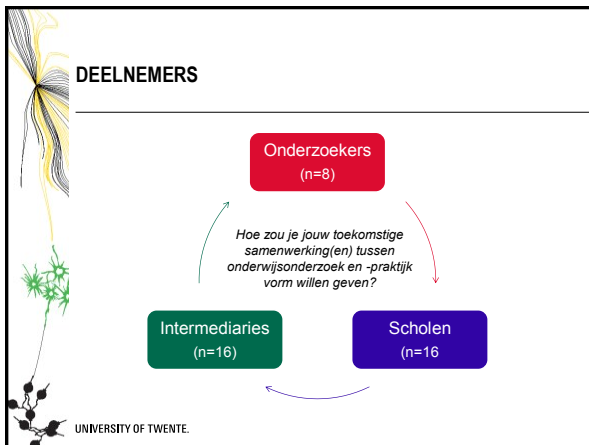 DEELNEMERS
Onderzoekers
(n=8)
Hoe zou je jouw toekomstige
samenwerking(en) tussen
onderwijsonderzoek en -praktijk
vorm willen geven?
Intermediaries
(n=16)
Scholen
(n=16
UNIVERSITY OF TWENTE.